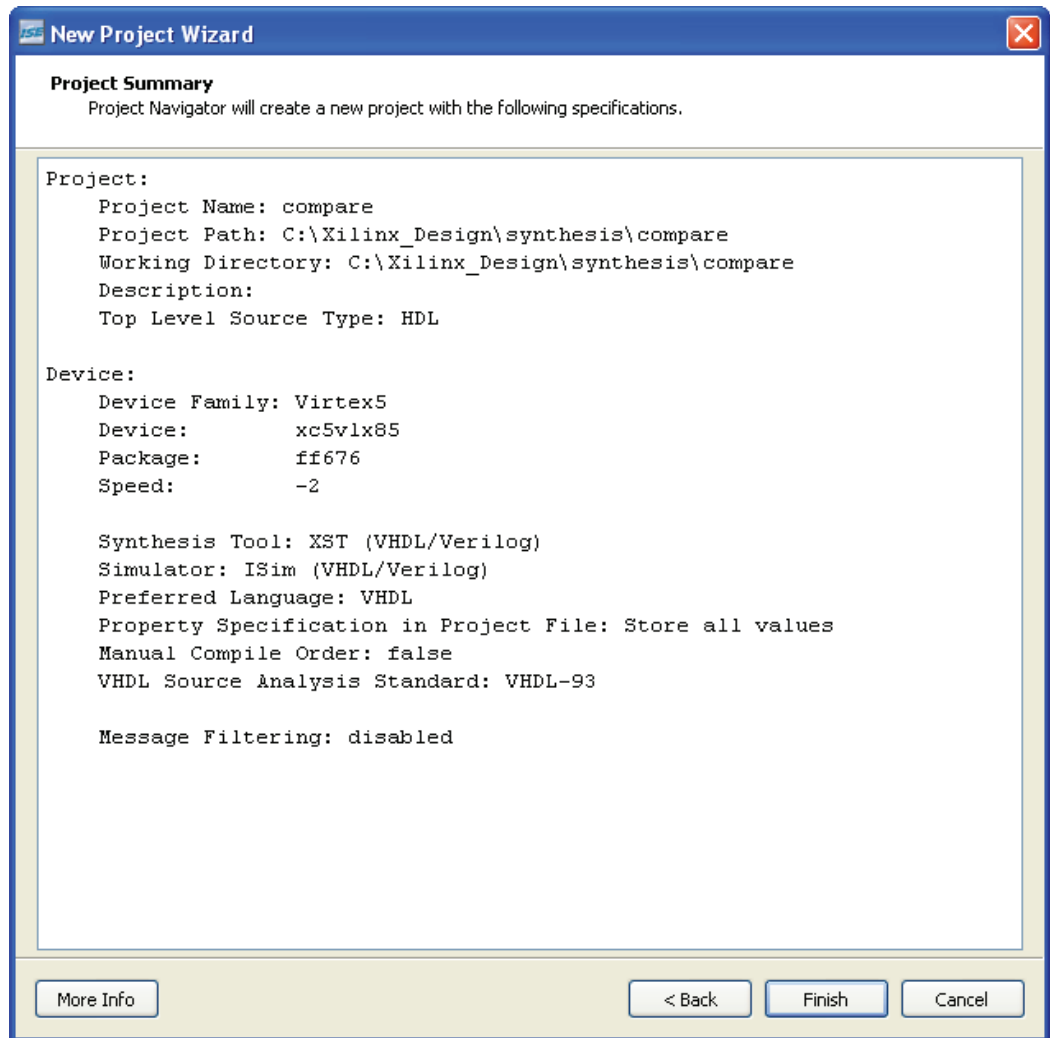 ISE New Project Wizard
Project Summary
Project Navigator will create a new project with the following specifications.
Project:
Project Name: compare
Project Path: C:\Xilinx_Design\synthesis\compare
Working Directory: C:\Xilinx_Design\synthesis\compare
Description:
Top Level Source Type: HDL
Device:
Device Family: Virtex5
Device: xc5vlx85
Package: ff676
Speed: -2
Synthesis Tool: XST (VHDL/Verilog)
Simulator: ISim (VHDL/Verilog)
Preferred Language: VHDL
Property Specification in Project File: Store all values
Manual Compile Order: false
VHDL Source Analysis Standard: VHDL-93
Message Filtering: disabled
More Info < Back Finish Cancel